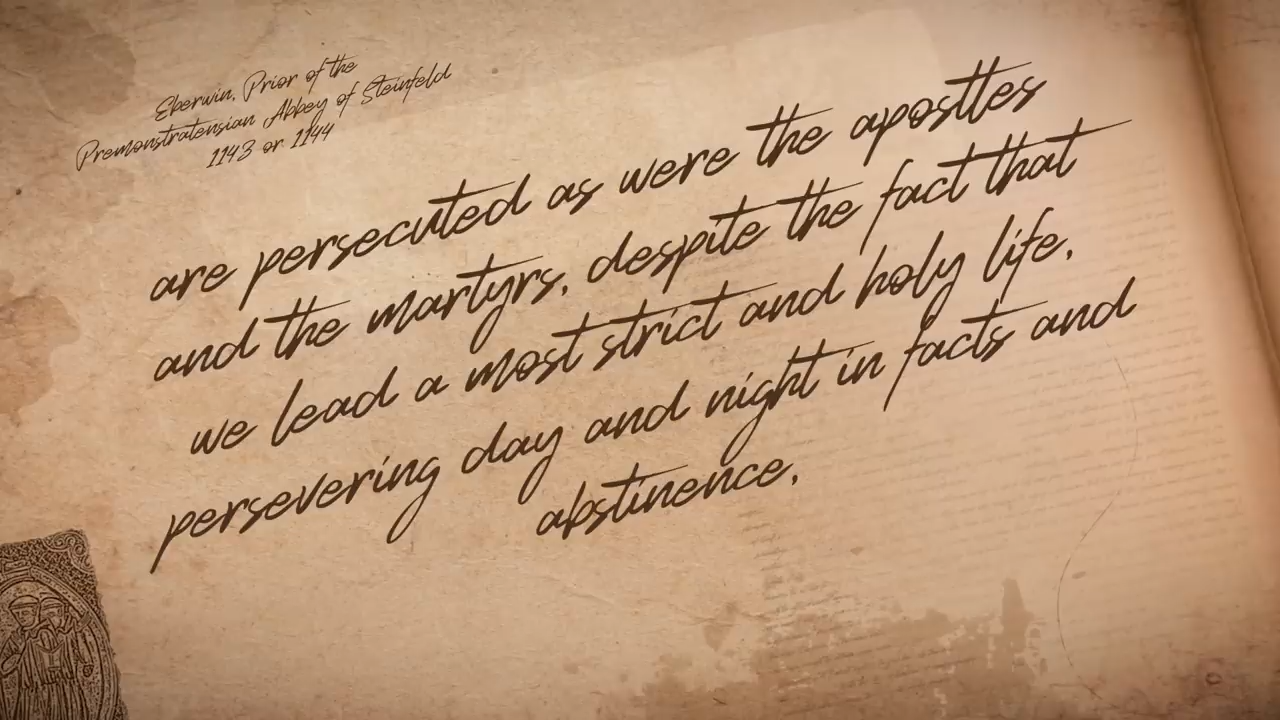 Eberwin, Prior of the
Premonstratensian Abbey of Steinfeld
1143 or 1144
are persecuted as were the apostles
and the martyrs, despite the fact that
we lead a most strict and holy life,
persevering day and night in facts and
abstinence,